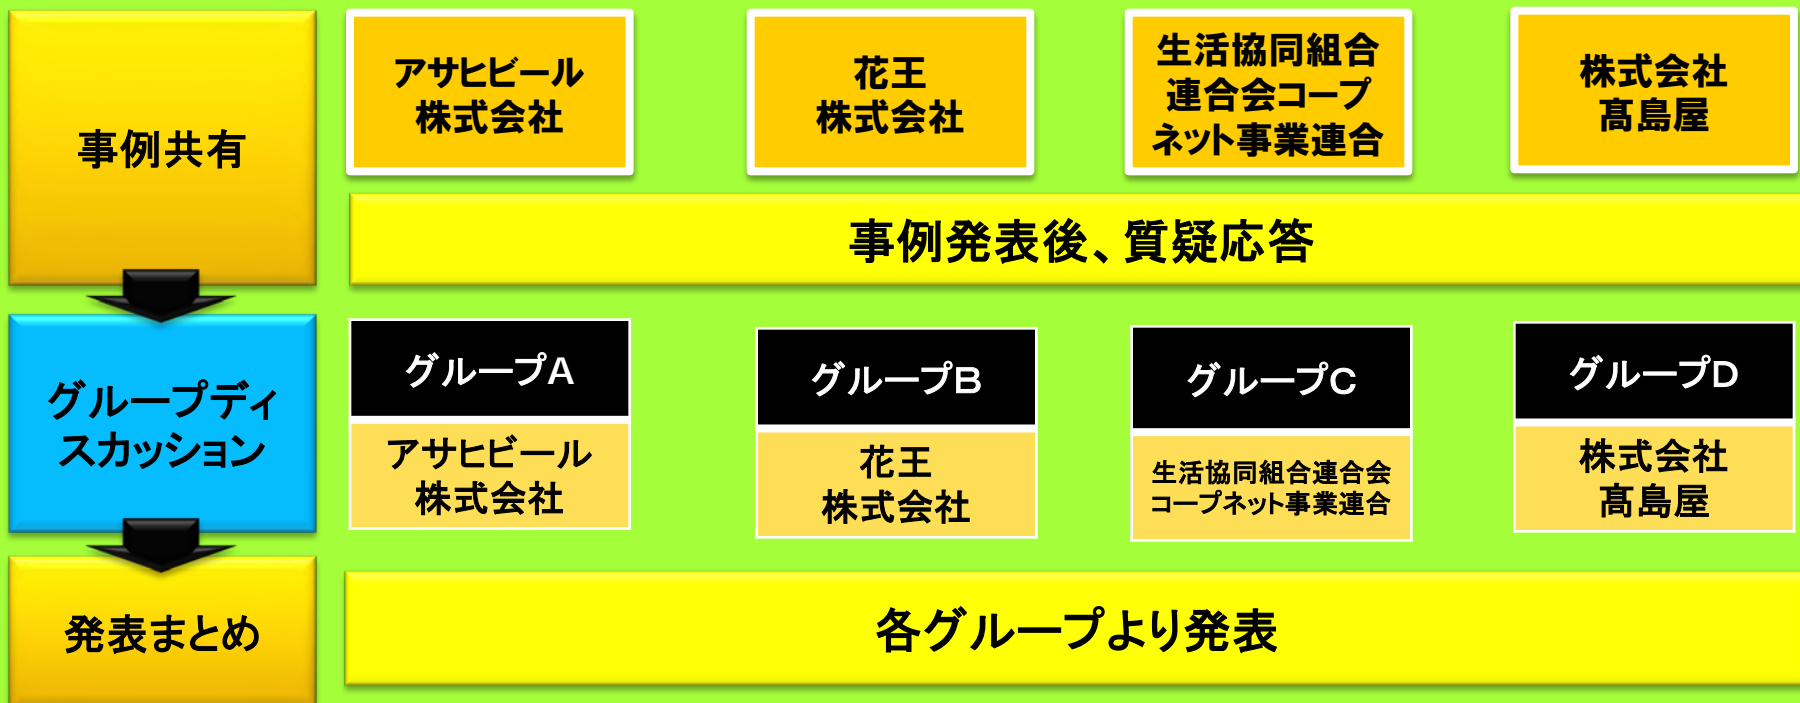 事例共有
アサヒビール
株式会社
花王
株式会社
生活協同組合
連合会コープ
ネット事業連合
株式会社
髙島屋
事例発表後、質疑応答
グループディ
スカッション
グループA
アサヒビール
株式会社
グループB
花王
株式会社
グループC
生活協同組合連合会
コープネット事業連合
グループD
株式会社
髙島屋
発表まとめ
各グループより発表